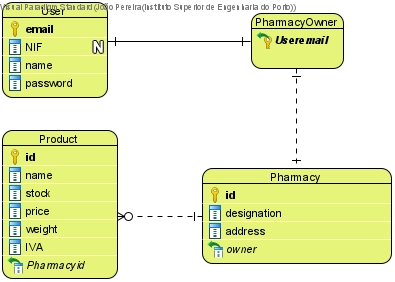 Visual Paradigm Standard (João Pereira(Instituto Superior de Engenharia do Porto))
User
email
NIF
N
name
password
PharmacyOwner
Useremail
Product
id
name
stock
price
weight
IVA
Pharmacyid
Pharmacy
id
designation
address
owner